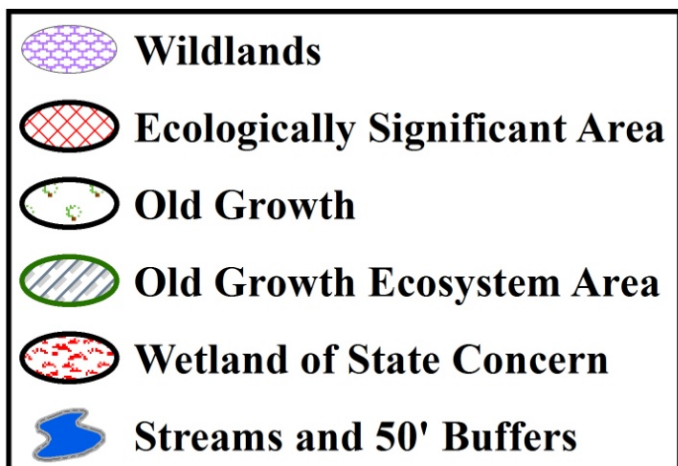 Wildlands
Ecologically Significant Area
Old Growth
Old Growth Ecosystem Area
Wetland of State Concern
Streams and 50' Buffers